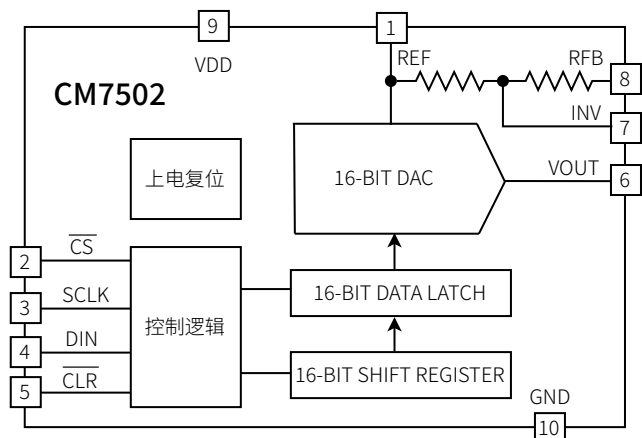 9
1
VDD
REF
RFB
8
CM7502
INV
7
上电复位
16-BIT DAC
VOUT
6
2
CS
3
SCLK
16-BIT DATA LATCH
控制逻辑
4
DIN
5
CLR
16-BIT SHIFT REGISTER
GND
10